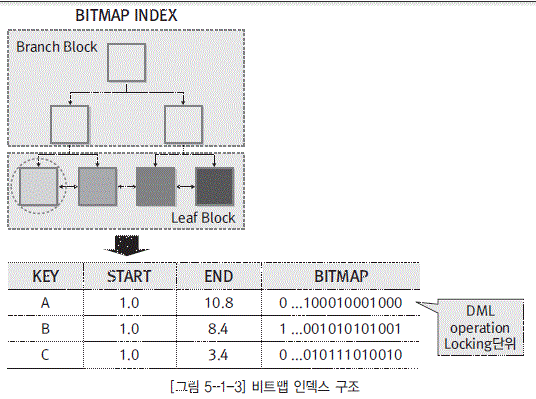 BITMAP INDEX
Branch Block
Leaf Block
KEY START END BITMAP
A 1.0 10.8 0 ...100010001000
B 1.0 8.4 1 ...001010101001
C 1.0 3.4 0 ...010111010010
DML
operation
Locking단위
[그림 5--1-3] 비트맵 인덱스 구조